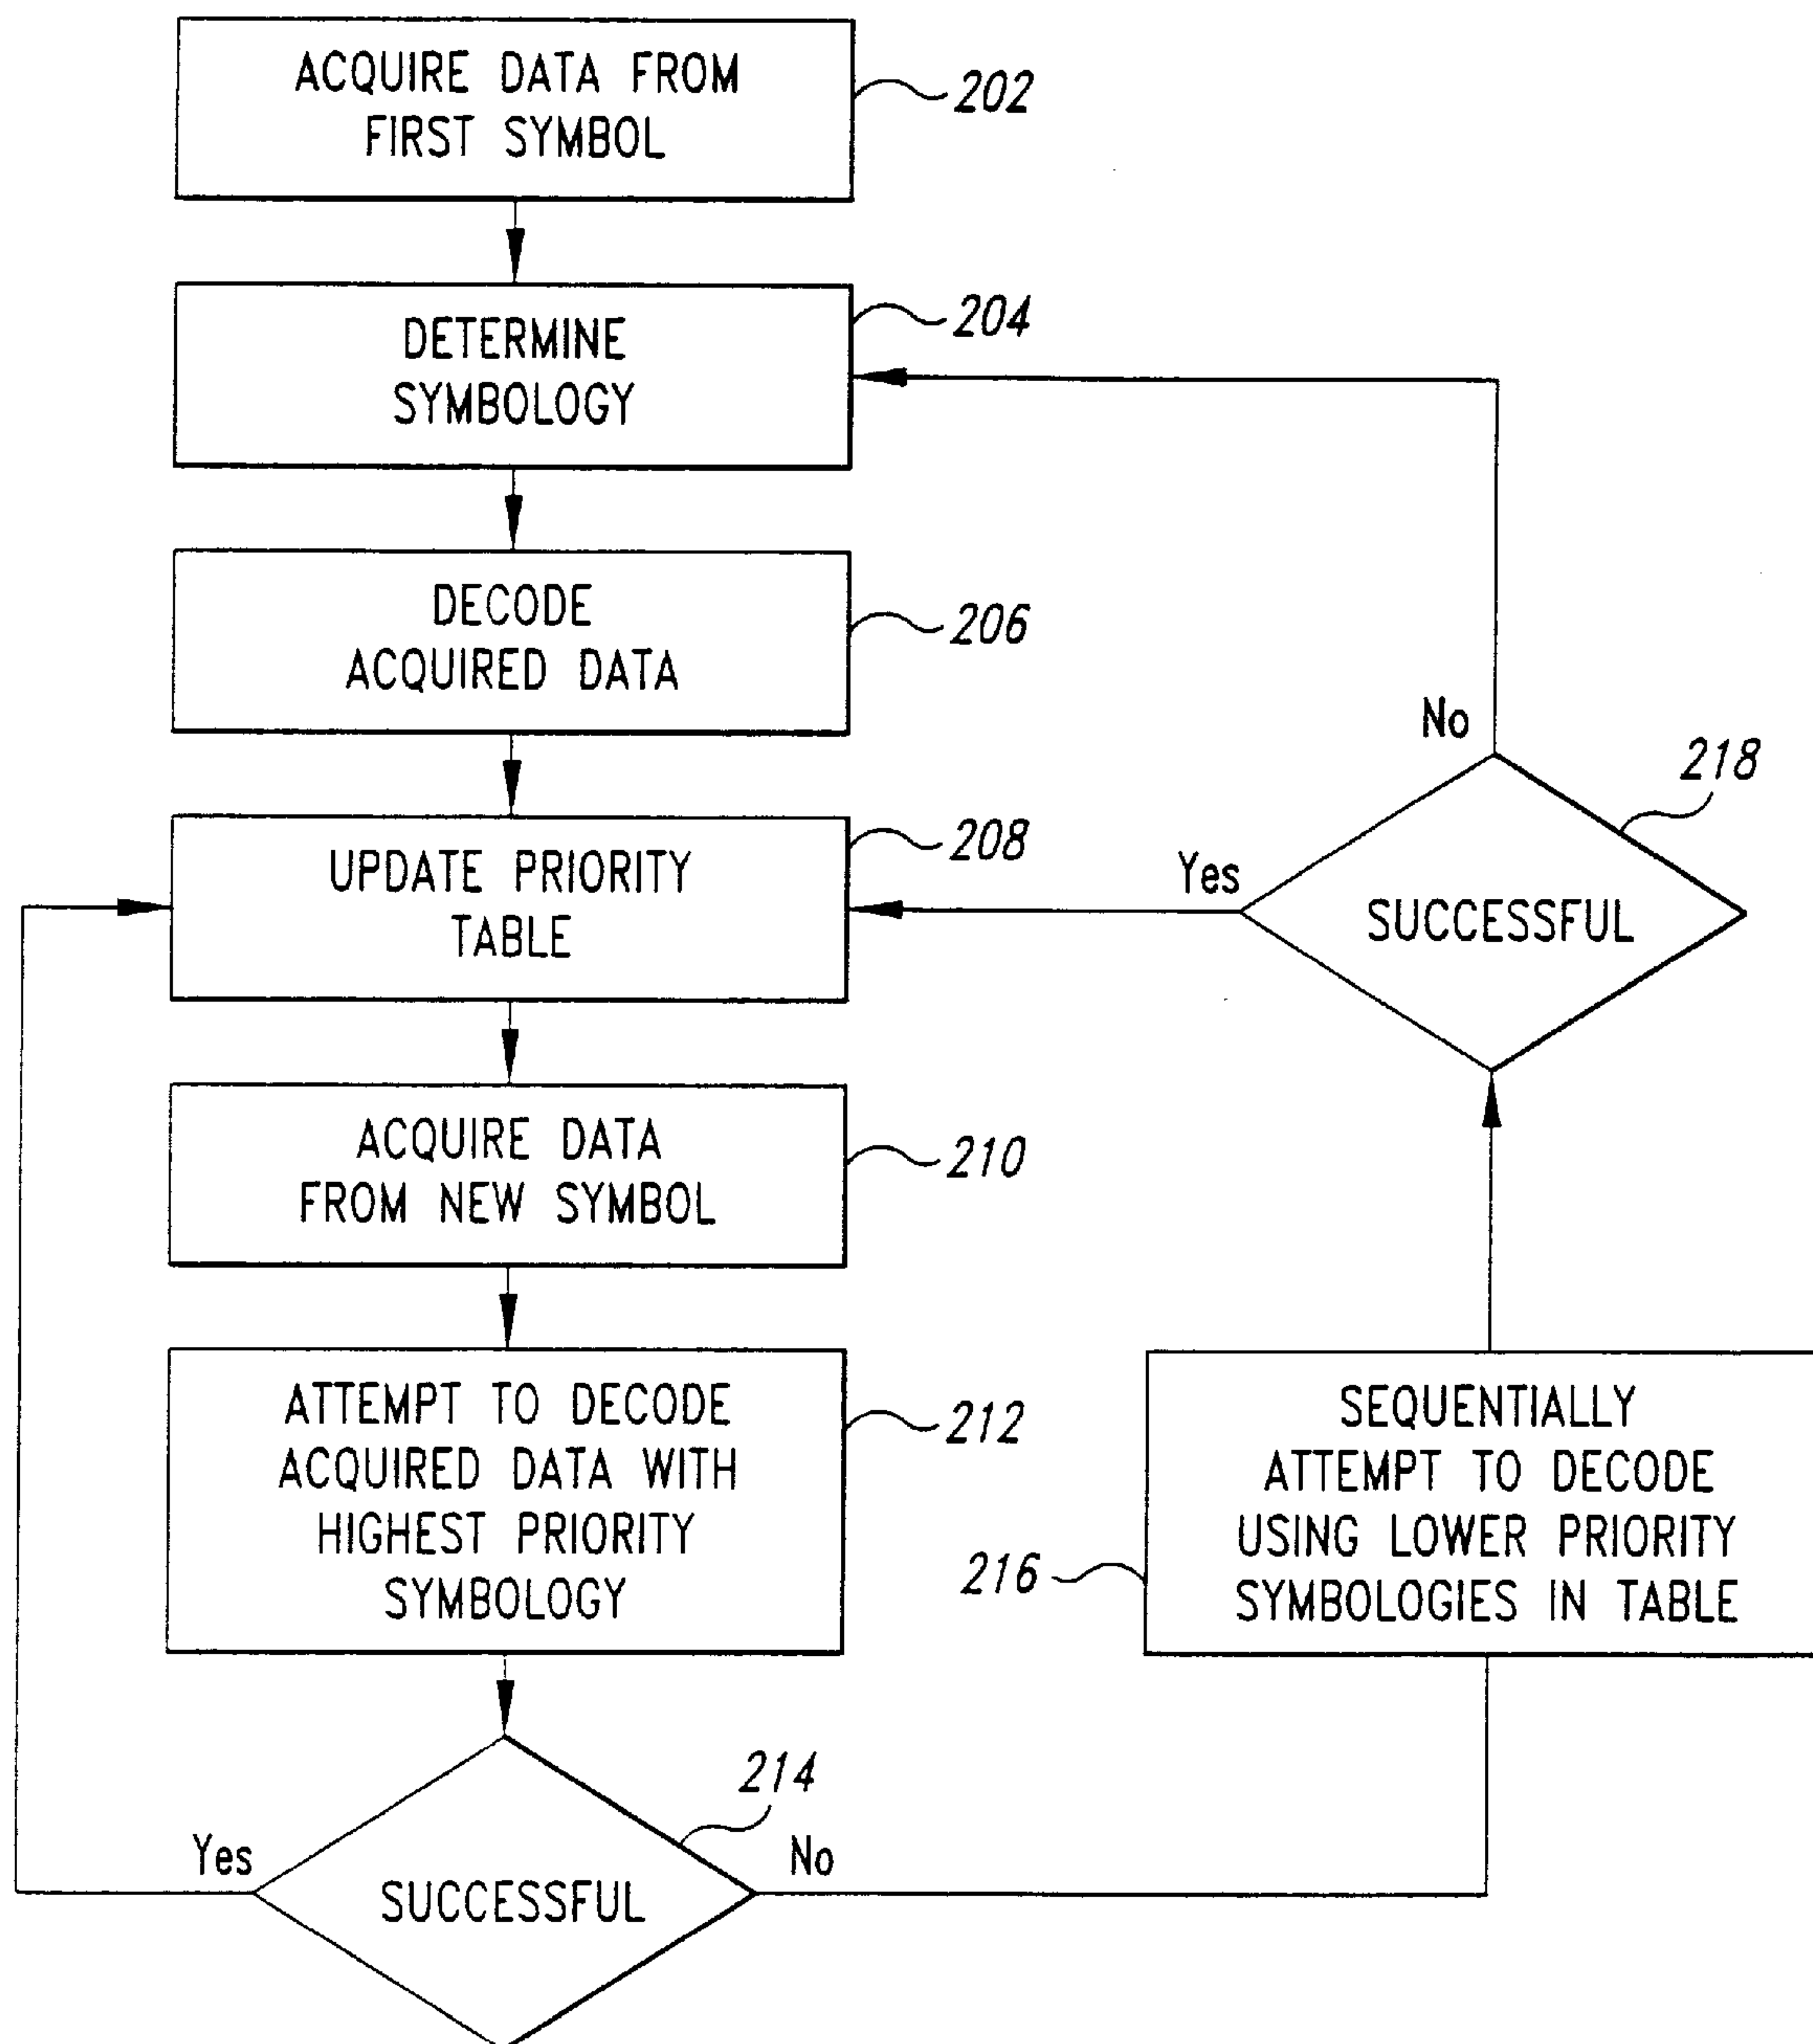 ACQUIRE DATA FROM
FIRST SYMBOL
202
DETERMINE
SYMBOLOGY
204
DECODE
ACQUIRED DATA
206
UPDATE PRIORITY
TABLE
208
ACQUIRE DATA
FROM NEW SYMBOL
210
ATTEMPT TO DECODE
ACQUIRED DATA WITH
HIGHEST PRIORITY
SYMBOLOGY
212
SUCCESSFUL
214
Yes
No
SEQUENTIALLY
ATTEMPT TO DECODE
USING LOWER PRIORITY
SYMBOLOGIES IN TABLE
216
SUCCESSFUL
218
Yes
No